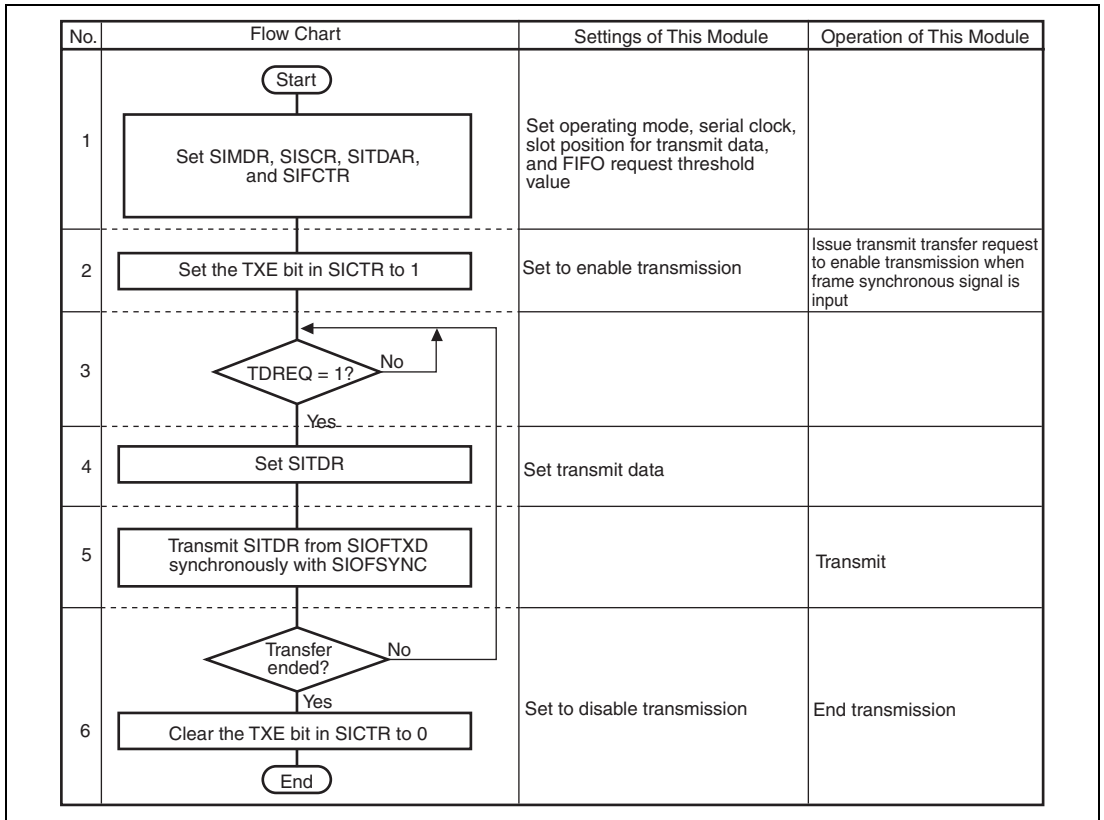 No.
Flow Chart
Settings of This Module
Operation of This Module
Start
1
Set SIMDR, SISCR, SITDAR,
and SIFCTR
Set operating mode, serial clock,
slot position for transmit data,
and FIFO request threshold
value
2
Set the TXE bit in SICTR to 1
Set to enable transmission
Issue transmit transfer request
to enable transmission when
frame synchronous signal is
input
3
TDREQ = 1?
No
Yes
4
Set SITDR
Set transmit data
5
Transmit SITDR from SIOFTXD
synchronously with SIOFSYNC
Transmit
Transfer
ended?
No
Yes
6
Clear the TXE bit in SICTR to 0
Set to disable transmission
End transmission
End